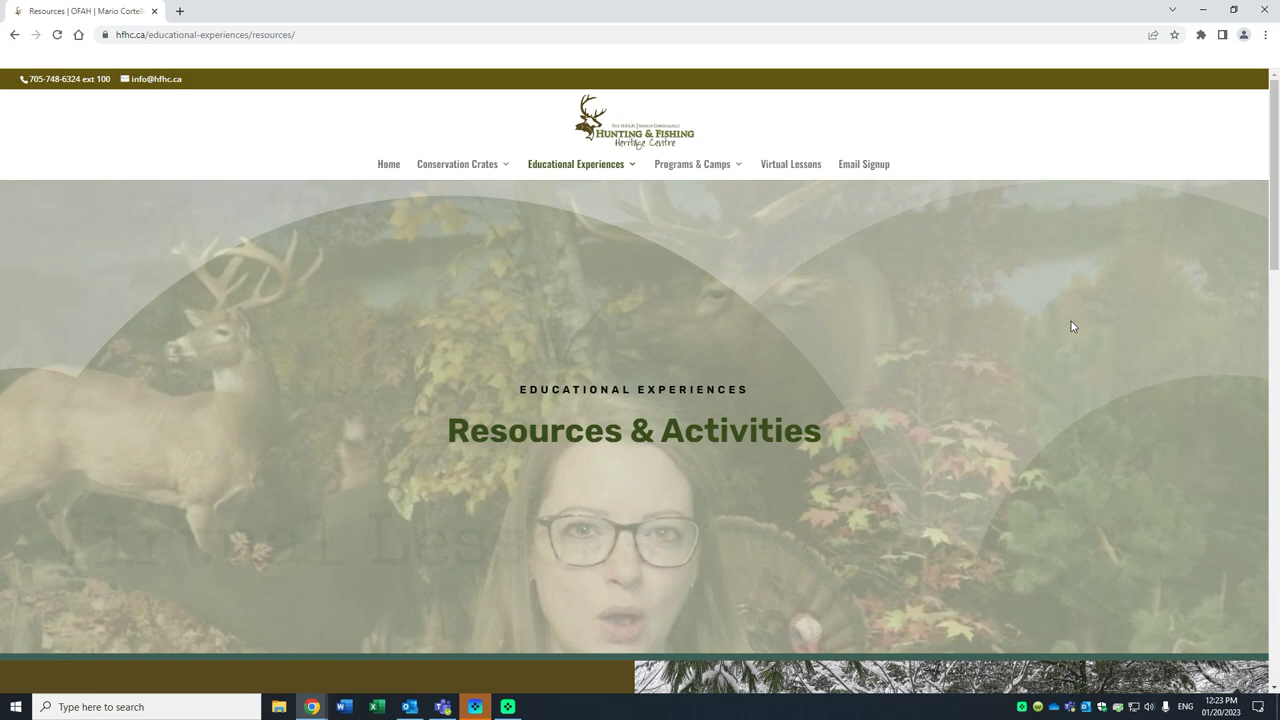 Resources | OFAH | Mario Cortell
hfhc.ca/educational-experiences/resources/
705-748-6324 ext 100 info@hfhc.ca
HUNTING & FISHING
Heritage Centre
Home Conservation Crates Educational Experiences Programs & Camps Virtual Lessons Email Signup
EDUCATIONAL EXPERIENCES
Resources & Activities
Type here to search
ENG
12:23 PM
01/20/2023